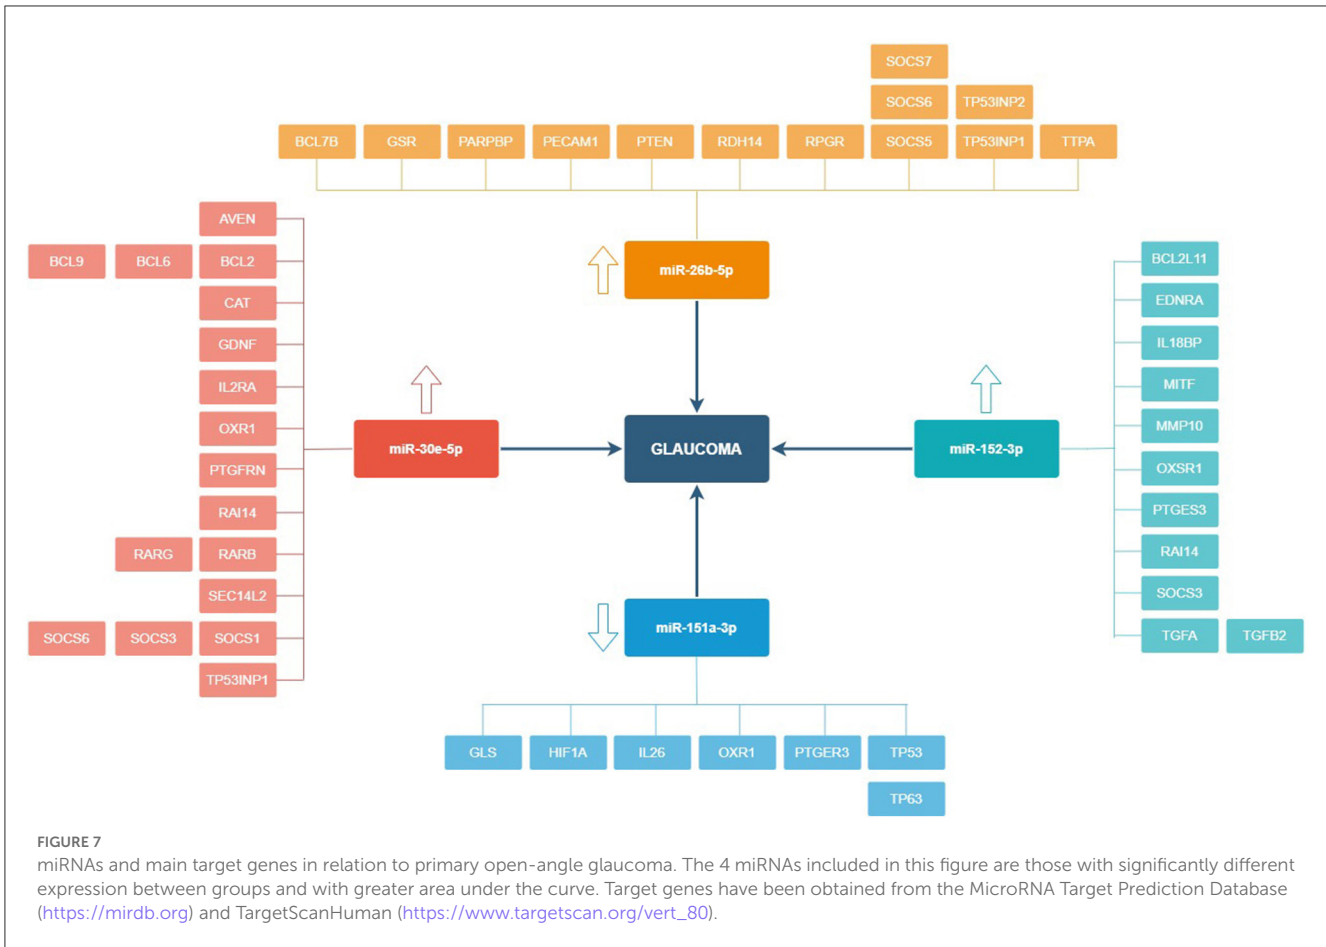 SOCS7
SOCS6 TP53INP2
BCL7B GSR PARPBP PECAM1 PTEN RDH14 RPGR SOCS5 TP53INP1 TTPA
AVEN
BCL9 BCL6 BCL2
CAT
GDNF
IL2RA
OXR1
PTGFRN
RAI14
RARG RARB
SEC14L2
SOCS6 SOCS3 SOCS1
TP53INP1
miR-26b-5p
miR-30e-5p
GLAUCOMA
miR-152-3p
miR-151a-3p
BCL2L11
EDNRA
IL18BP
MITF
MMP10
OXSR1
PTGES3
RAI14
SOCS3
TGFA TGFB2
GLS HIF1A IL26 OXR1 PTGER3 TP53
TP63
FIGURE 7
miRNAs and main target genes in relation to primary open-angle glaucoma. The 4 miRNAs included in this figure are those with significantly different
expression between groups and with greater area under the curve. Target genes have been obtained from the MicroRNA Target Prediction Database
(https://mirdb.org) and TargetScanHuman (https://www.targetscan.org/vert_80).